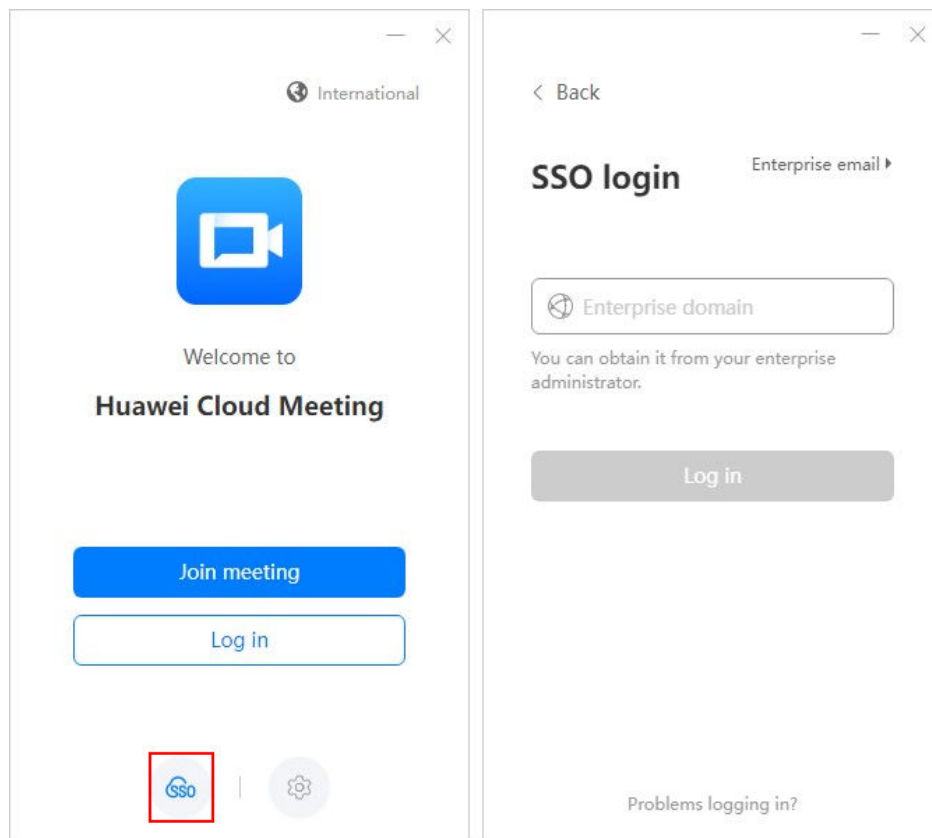 International
Welcome to
Huawei Cloud Meeting
Join meeting
Log in
SSO
Back
SSO login
Enterprise email
Enterprise domain
You can obtain it from your enterprise
administrator.
Log in
Problems logging in?